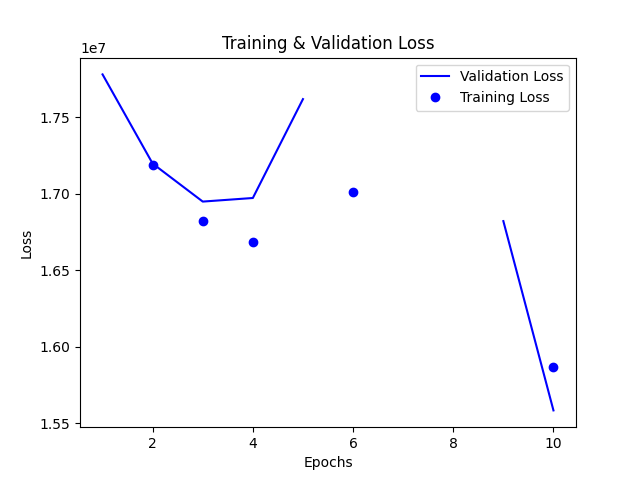 Training & Validation Loss
1e7
Validation Loss
Training Loss
1.75
1.70
1.65
1.60
1.55
Loss
2 4 6 8 10
Epochs